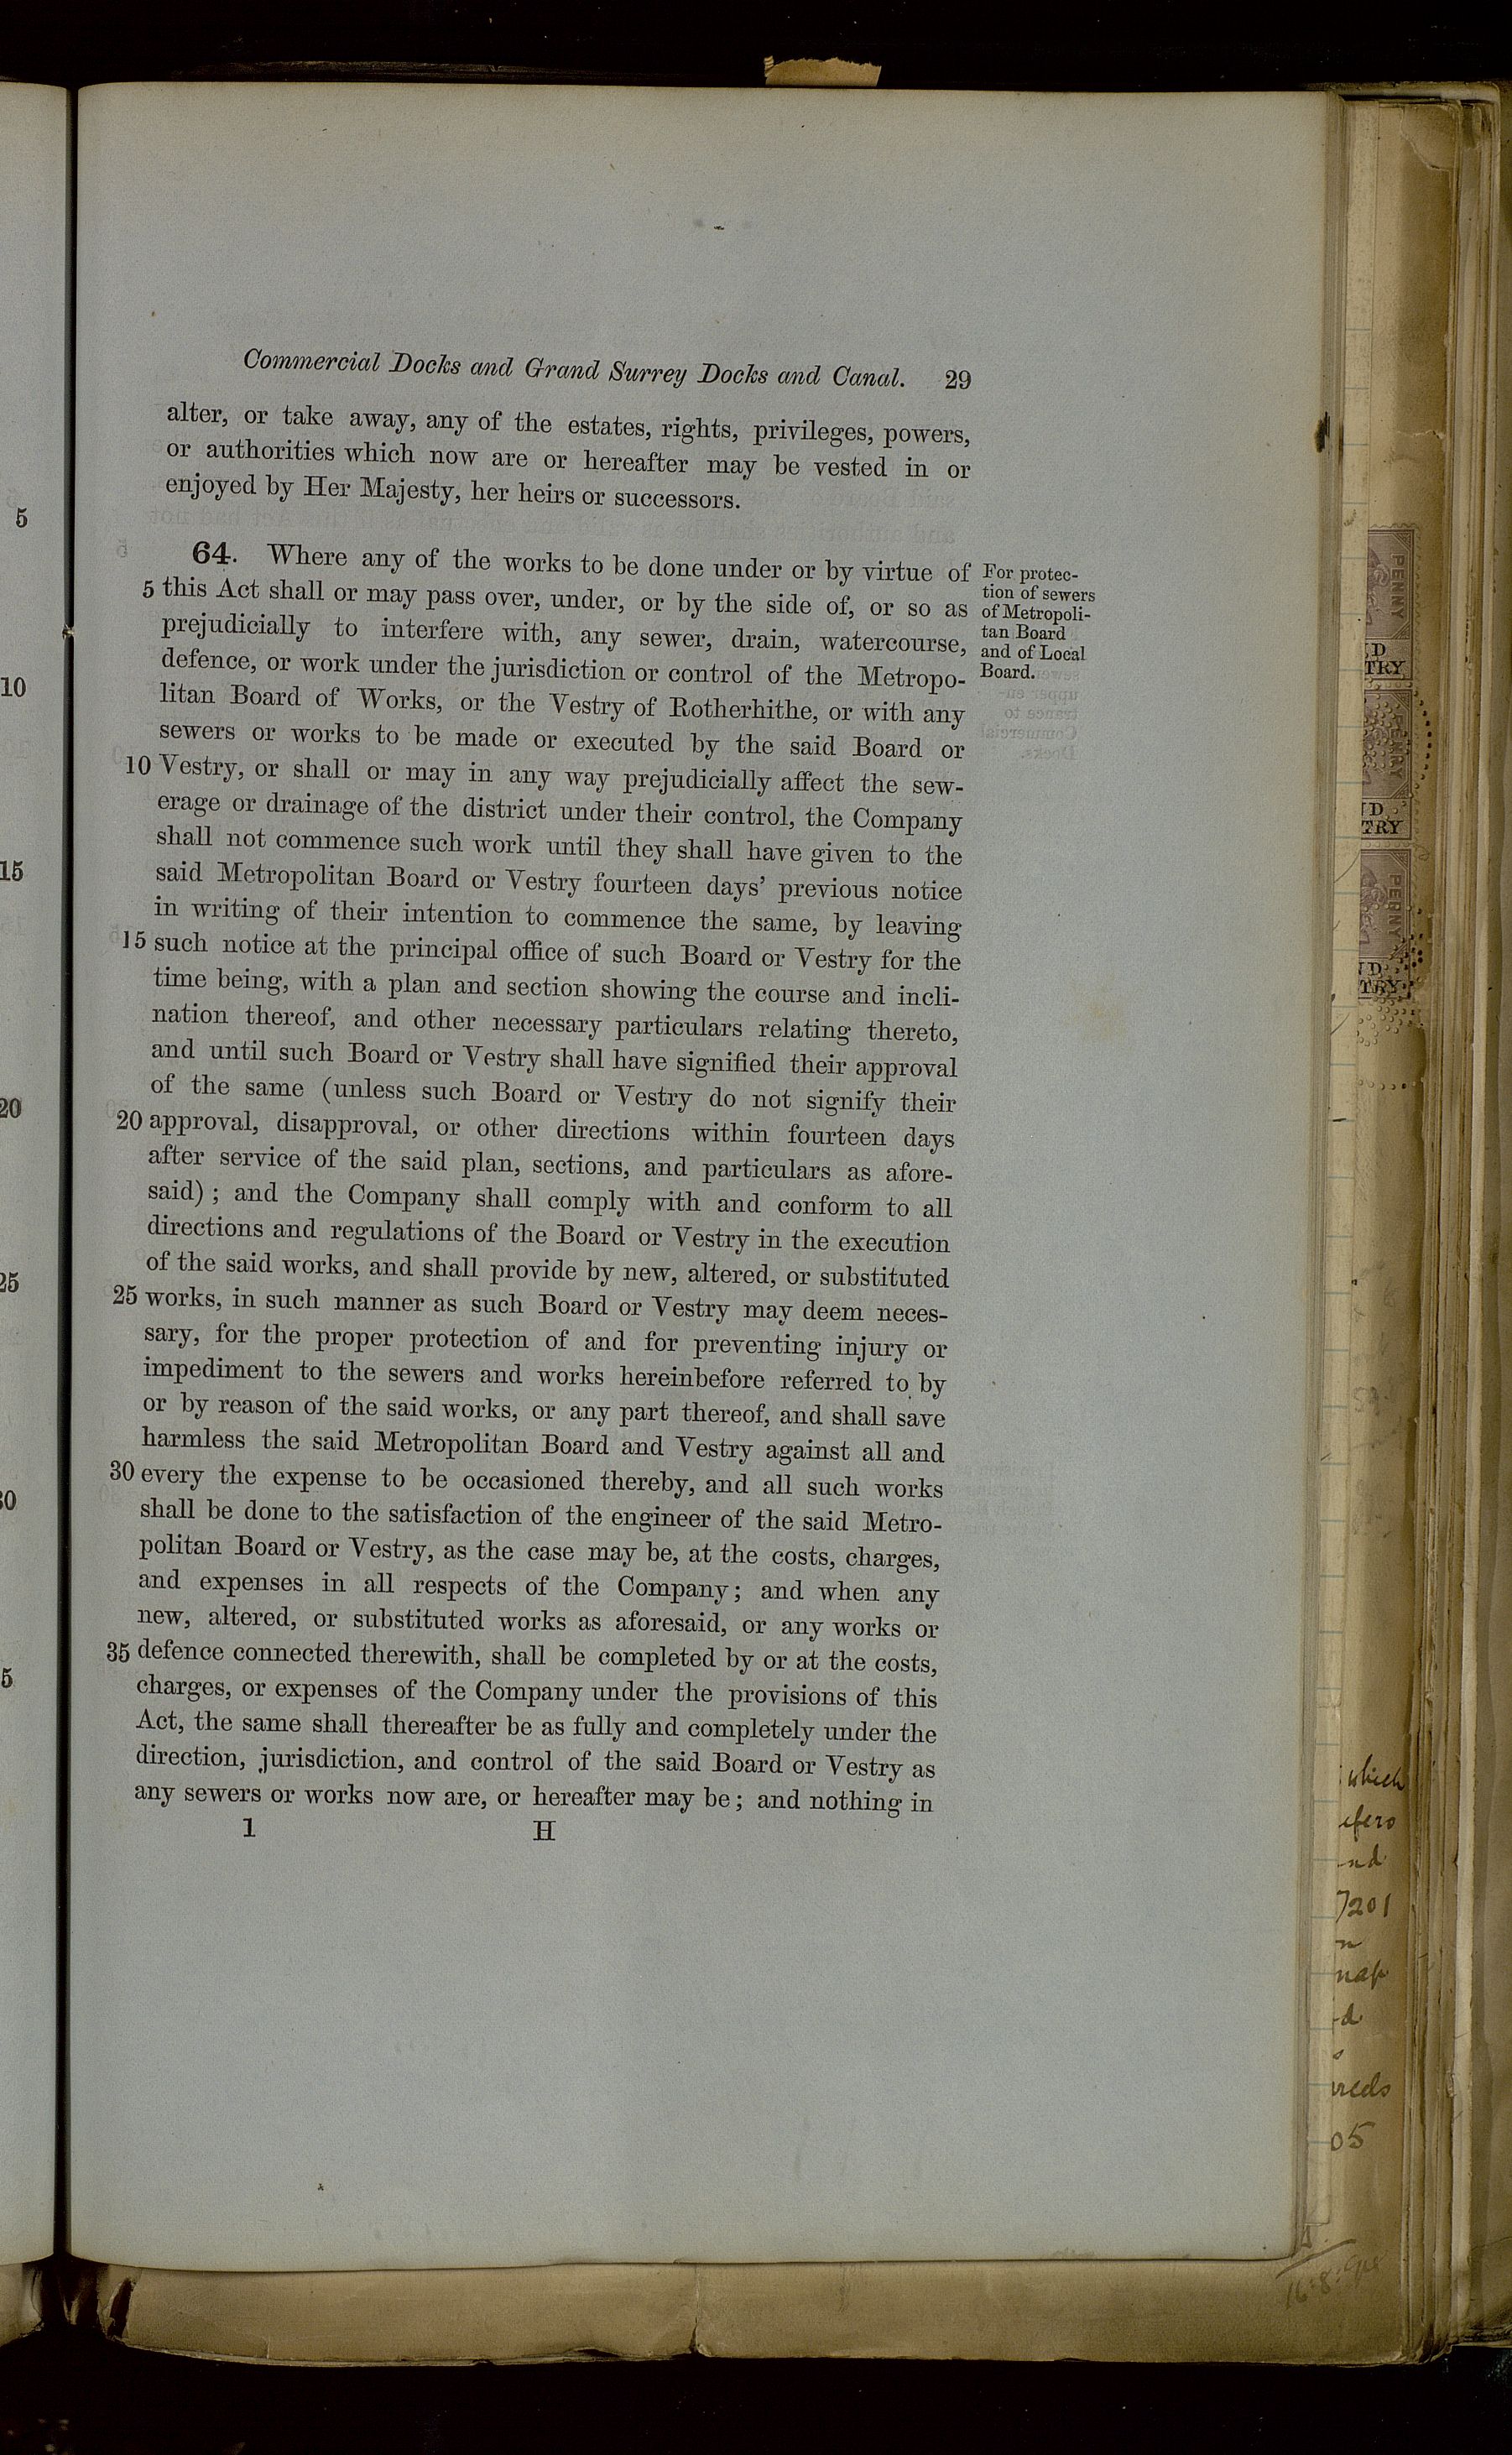 Commercial Docks and Grand Surrey Docks and Canal. 29
alter, or take away, any of the estates, rights, privileges, powers,
or authorities which now are or hereafter may be vested in or
enjoyed by Her Majesty, her heirs or successors.
64. Where any of the works to be done under or by virtue of
5 this Act shall or may pass over, under, or by the side of, or so as
prejudicially to interfere with, any sewer, drain, watercourse,
defence, or work under the jurisdiction or control of the Metropo-
litan Board of Works, or the Vestry of Rotherhithe, or with any
sewers or works to be made or executed by the said Board or
10 Vestry, or shall or may in any way prejudicially affect the sew-
erage or drainage of the district under their control, the Company
shall not commence such work until they shall have given to the
said Metropolitan Board or Vestry fourteen days' previous notice
in writing of their intention to commence the same, by leaving
15 such notice at the principal office of such Board or Vestry for the
time being, with a plan and section showing the course and incli-
nation thereof, and other necessary particulars relating thereto,
and until such Board or Vestry shall have signified their approval
of the same (unless such Board or Vestry do not signify their
20 approval, disapproval, or other directions within fourteen days
after service of the said plan, sections, and particulars as afore-
said) ; and the Company shall comply with and conform to all
directions and regulations of the Board or Vestry in the execution
of the said works, and shall provide by new, altered, or substituted
25 works, in such manner as such Board or Vestry may deem neces-
sary, for the proper protection of and for preventing injury or
impediment to the sewers and works hereinbefore referred to by
or by reason of the said works, or any part thereof, and shall save
harmless the said Metropolitan Board and Vestry against all and
30 every the expense to be occasioned thereby, and all such works
shall be done to the satisfaction of the engineer of the said Metro-
politan Board or Vestry, as the case may be, at the costs, charges,
and expenses in all respects of the Company; and when any
new, altered, or substituted works as aforesaid, or any works or
35 defence connected therewith, shall be completed by or at the costs,
charges, or expenses of the Company under the provisions of this
Act, the same shall thereafter be as fully and completely under the
direction, jurisdiction, and control of the said Board or Vestry as
any sewers or works now are, or hereafter may be; and nothing in
1 H
For protec-
tion of sewers
of Metropoli-
tan Board
and of Local
Board.
5
10
15
20
25
30
5
PENNY
TRY
PENNY
TRY
PENNY
TRY
which
nd
7201
05